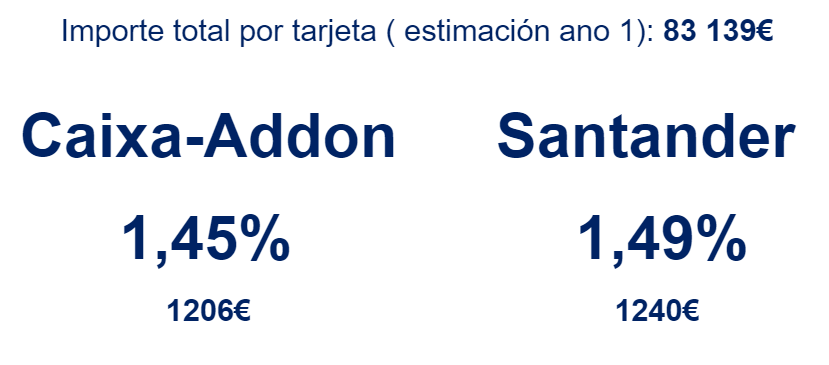 Importe total por tarjeta ( estimación ano 1): 83 139€
Caixa-Addon Santander
1,45% 1,49%
1206€ 1240€